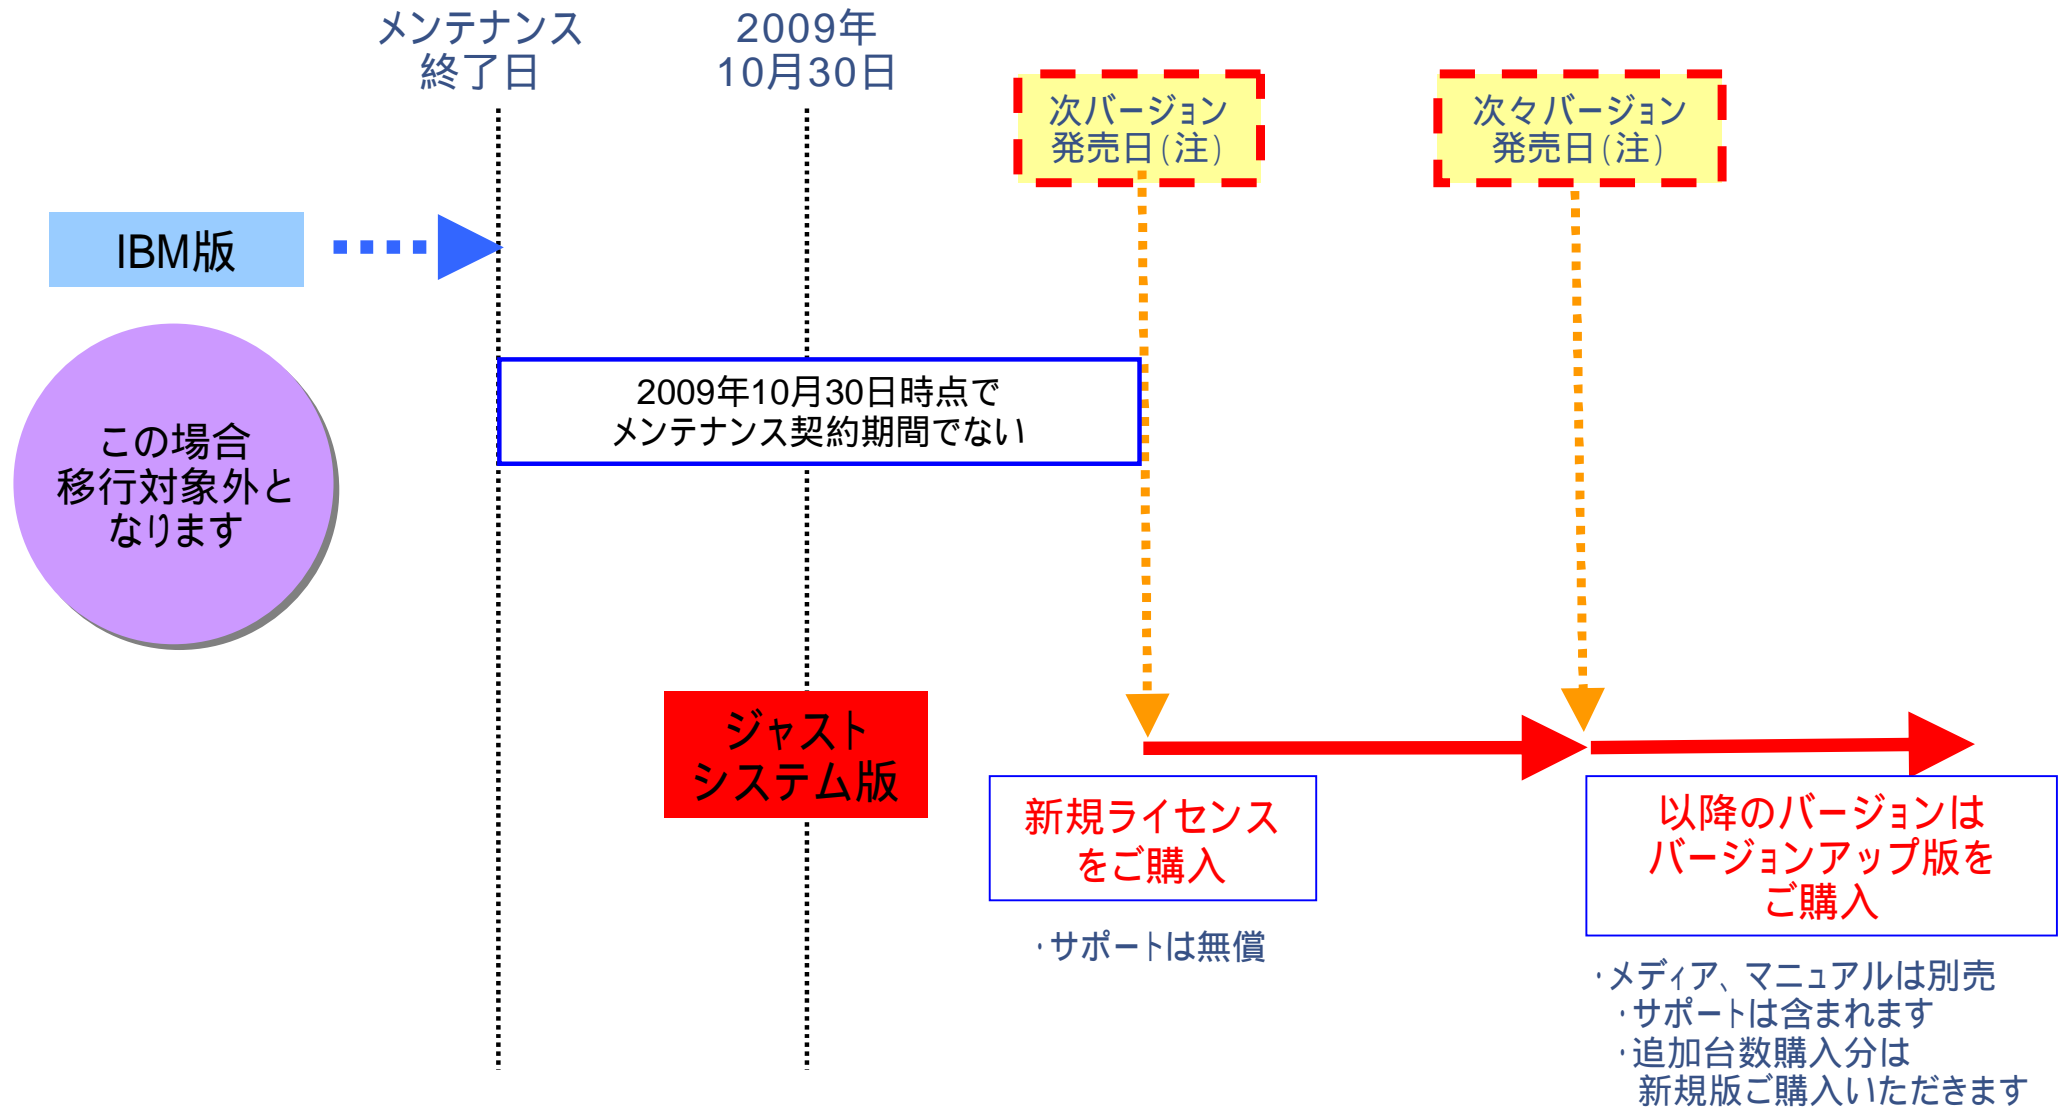 メンテナンス
終了日
2009年
10月30日
次バージョン
発売日(注)
次々バージョン
発売日(注)
IBM版
2009年10月30日時点で
メンテナンス契約期間でない
この場合
移行対象外と
なります
ジャスト
システム版
新規ライセンス
をご購入
・サポートは無償
以降のバージョンは
バージョンアップ版を
ご購入
・メディア、マニュアルは別売
・サポートは含まれます
・追加台数購入分は
新規版ご購入いただきます